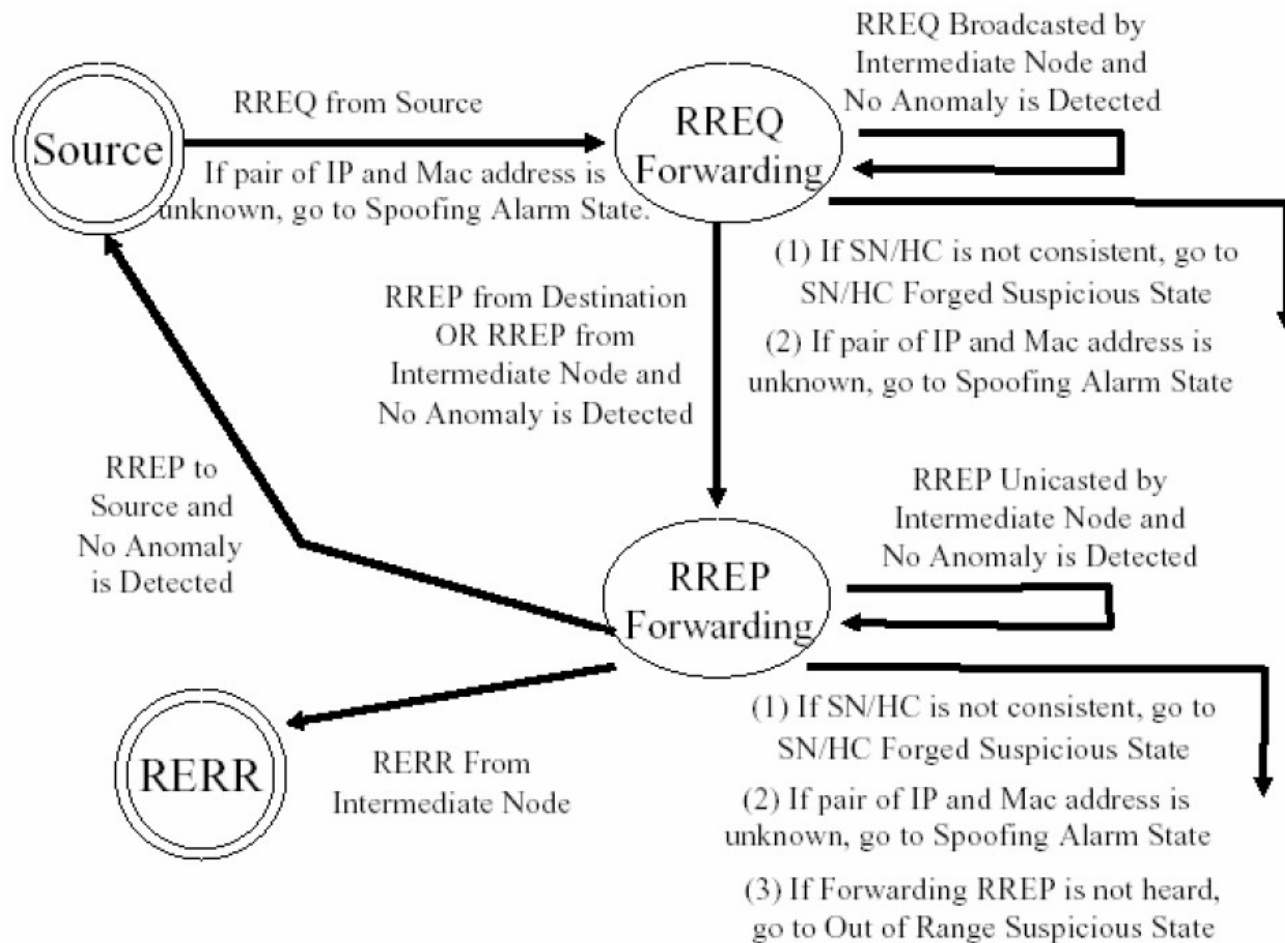 RREQ Broadcasted by
Intermediate Node and
No Anomaly is Detected
RREQ from Source
Source
RREQ
Forwarding
If pair of IP and Mac address is
unknown, go to Spoofing Alarm State.
(1) If SN/HC is not consistent, go to
SN/HC Forged Suspicious State
(2) If pair of IP and Mac address is
unknown, go to Spoofing Alarm State
RREP from Destination
OR RREP from
Intermediate Node and
No Anomaly is Detected
RREP to
Source and
No Anomaly
is Detected
RREP Unicasted by
Intermediate Node and
No Anomaly is Detected
RREP
Forwarding
(1) If SN/HC is not consistent, go to
SN/HC Forged Suspicious State
(2) If pair of IP and Mac address is
unknown, go to Spoofing Alarm State
(3) If Forwarding RREP is not heard,
go to Out of Range Suspicious State
RERR
RERR From
Intermediate Node